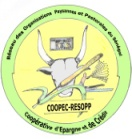 Réseau des Organisations Paysannes et Pastorales du Sénégal
COOPEC-RESOPP
coopérative d'Epargne et de Crédit